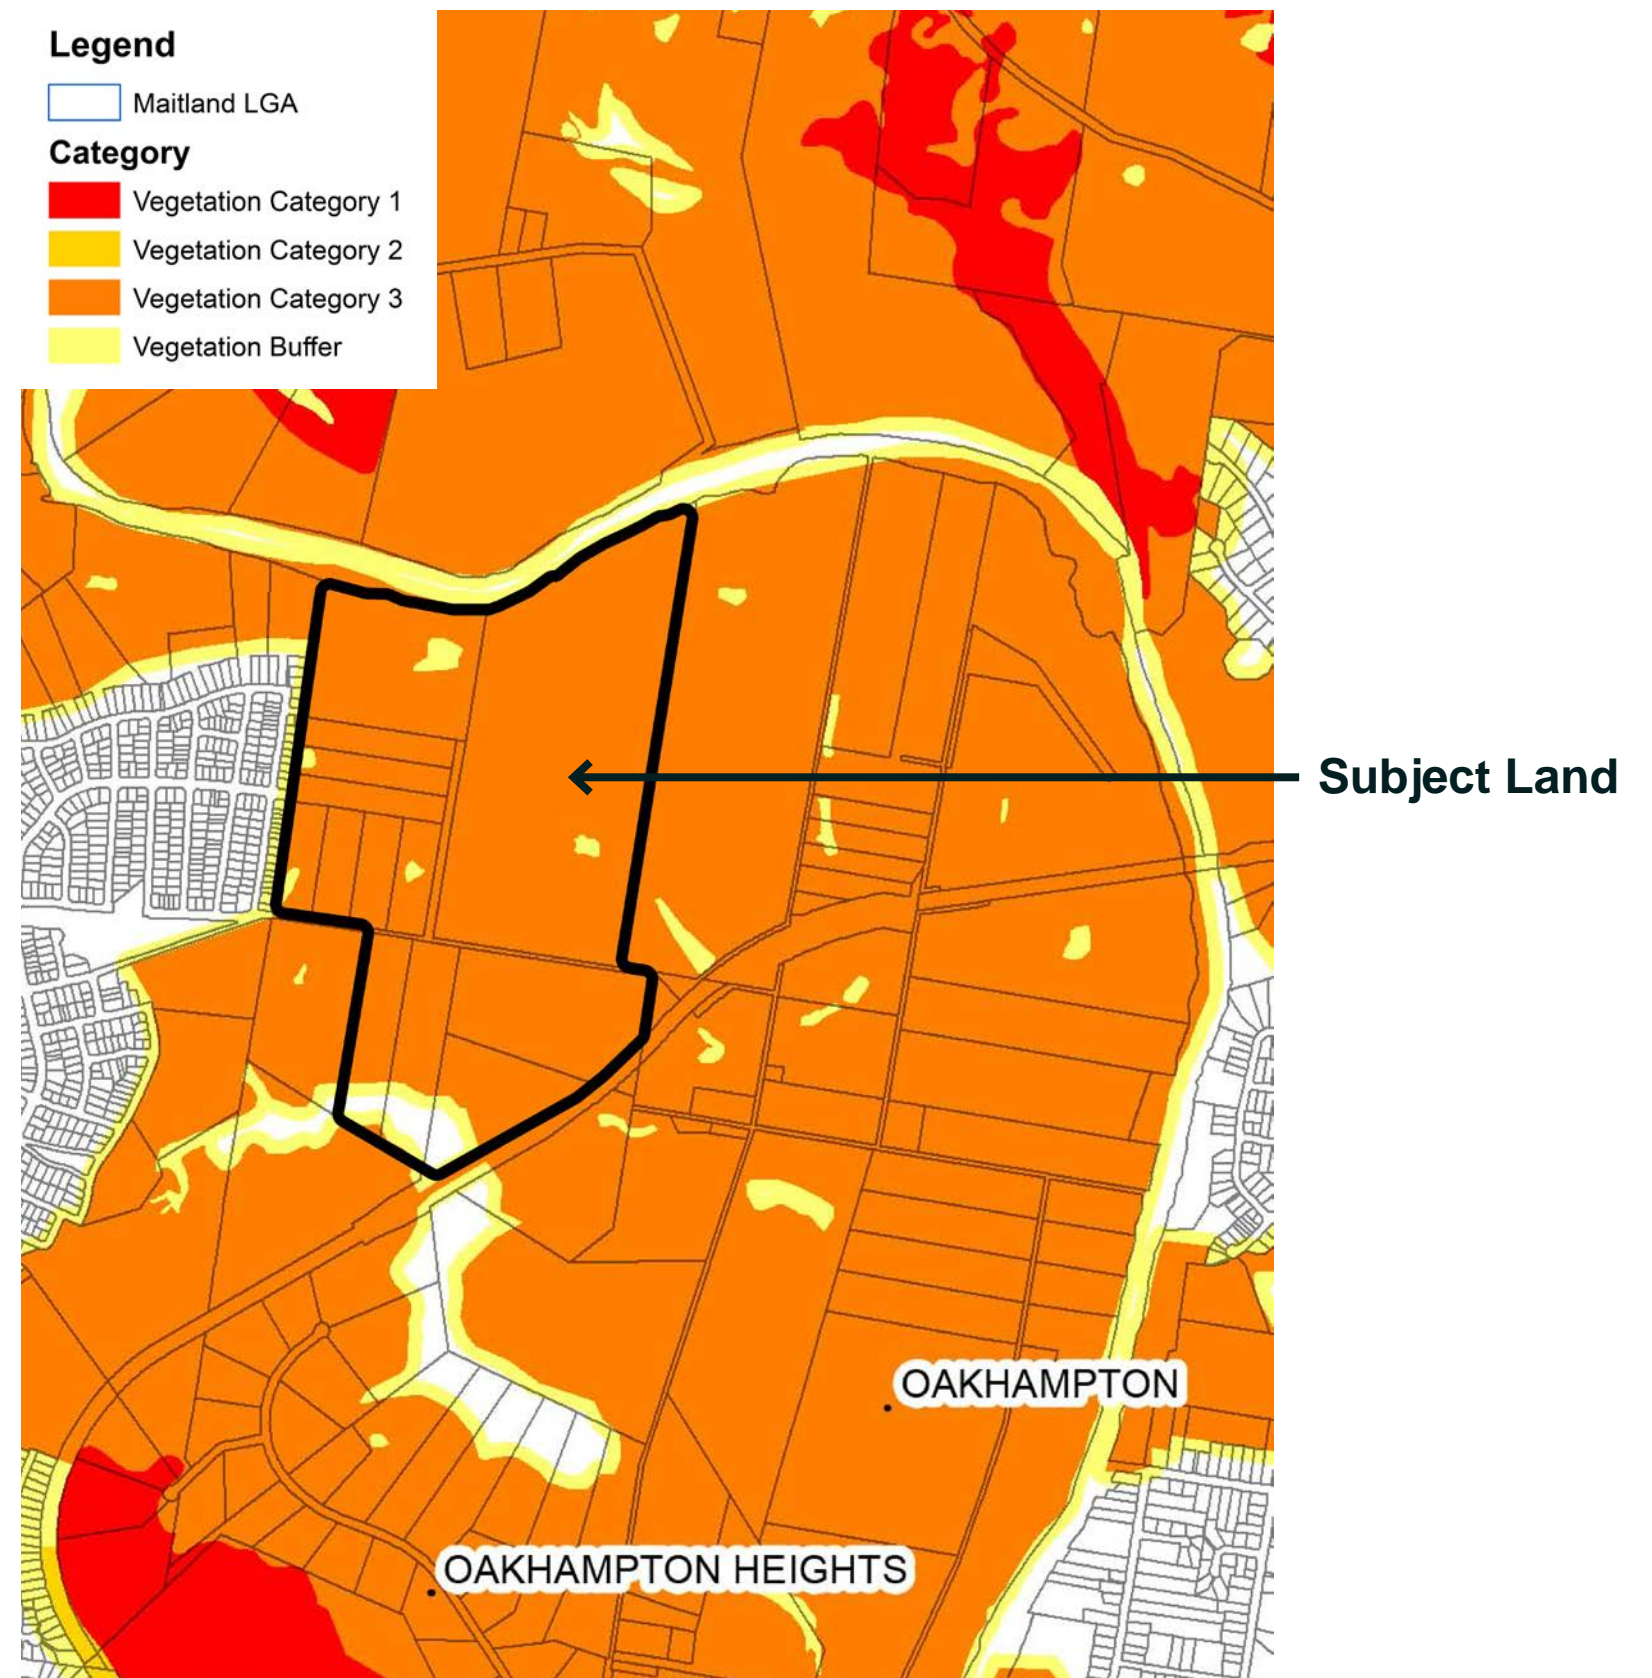 Legend
Maitland LGA
Category
Vegetation Category 1
Vegetation Category 2
Vegetation Category 3
Vegetation Buffer
Subject Land
OAKHAMPTON
OAKHAMPTON HEIGHTS